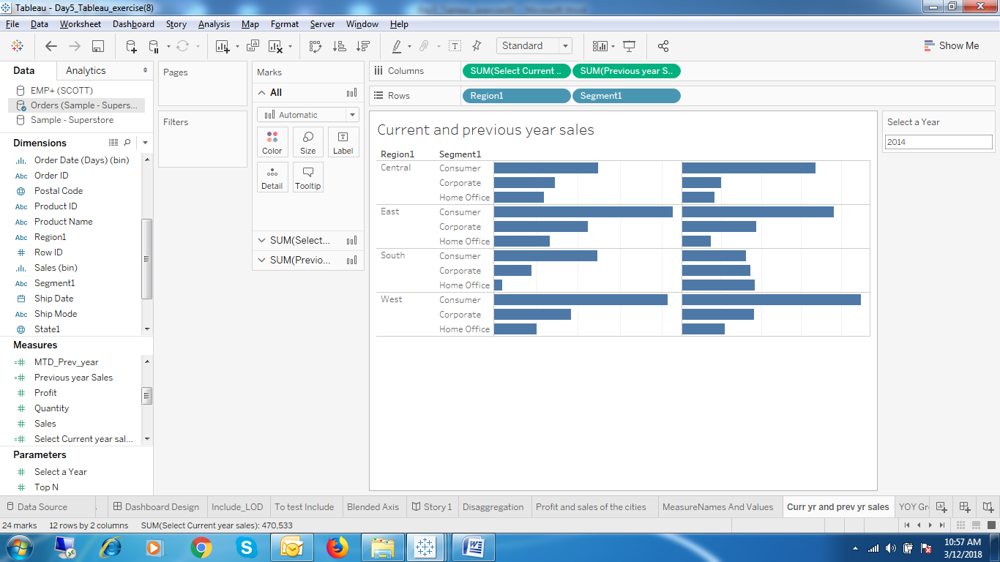 Tableau - Day5_Tableau_exercise(8)
File Data Worksheet Dashboard Story Analysis Map Format Server Window Help
Standard
Show Me
Data Analytics
EMP+ (SCOTT)
Orders (Sample - Supers...
Sample - Superstore
Dimensions
Order Date (Days) (bin)
Abc Order ID
Postal Code
Abc Product ID
Abc Product Name
Abc Region1
# Row ID
Sales (bin)
Abc Segment1
Ship Date
Abc Ship Mode
State1
Measures
=# MTD_Prev_year
=# Previous year Sales
# Profit
# Quantity
# Sales
=# Select Current year sal...
Parameters
# Select a Year
# Top N
Pages
Filters
Marks
All
Automatic
Color Size Label
Detail Tooltip
SUM(Select...
SUM(Previo...
Columns SUM(Select Current .. SUM(Previous year S..
Rows Region1 Segment1
Current and previous year sales
Region1 Segment1
Central Consumer
Corporate
Home Office
East Consumer
Corporate
Home Office
South Consumer
Corporate
Home Office
West Consumer
Corporate
Home Office
Select a Year
2014
Data Source Dashboard Design Include_LOD To test Include Blended Axis Story 1 Disaggregation Profit and sales of the cities MeasureNames And Values Curr yr and prev yr sales YOY Gr
24 marks 12 rows by 2 columns SUM(Select Current year sales): 470,533
10:57 AM
3/12/2018